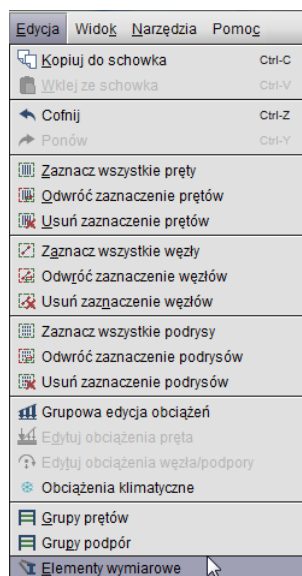 Edycja Widok Narzędzia Pomoc
Kopiuj do schowka Ctrl-C
Wklej ze schowka Ctrl-V
Cofnij Ctrl-Z
Ponów Ctrl-Y
Zaznacz wszystkie pręty
Odwróć zaznaczenie prętów
Usuń zaznaczenie prętów
Zaznacz wszystkie węzły
Odwróć zaznaczenie węzłów
Usuń zaznaczenie węzłów
Zaznacz wszystkie podrysy
Odwróć zaznaczenie podrysów
Usuń zaznaczenie podrysów
Grupowa edycja obciążeń
Edytuj obciążenia pręta
Edytuj obciążenia węzła/podpory
Obciążenia klimatyczne
Grupy prętów
Grupy podpór
Elementy wymiarowe